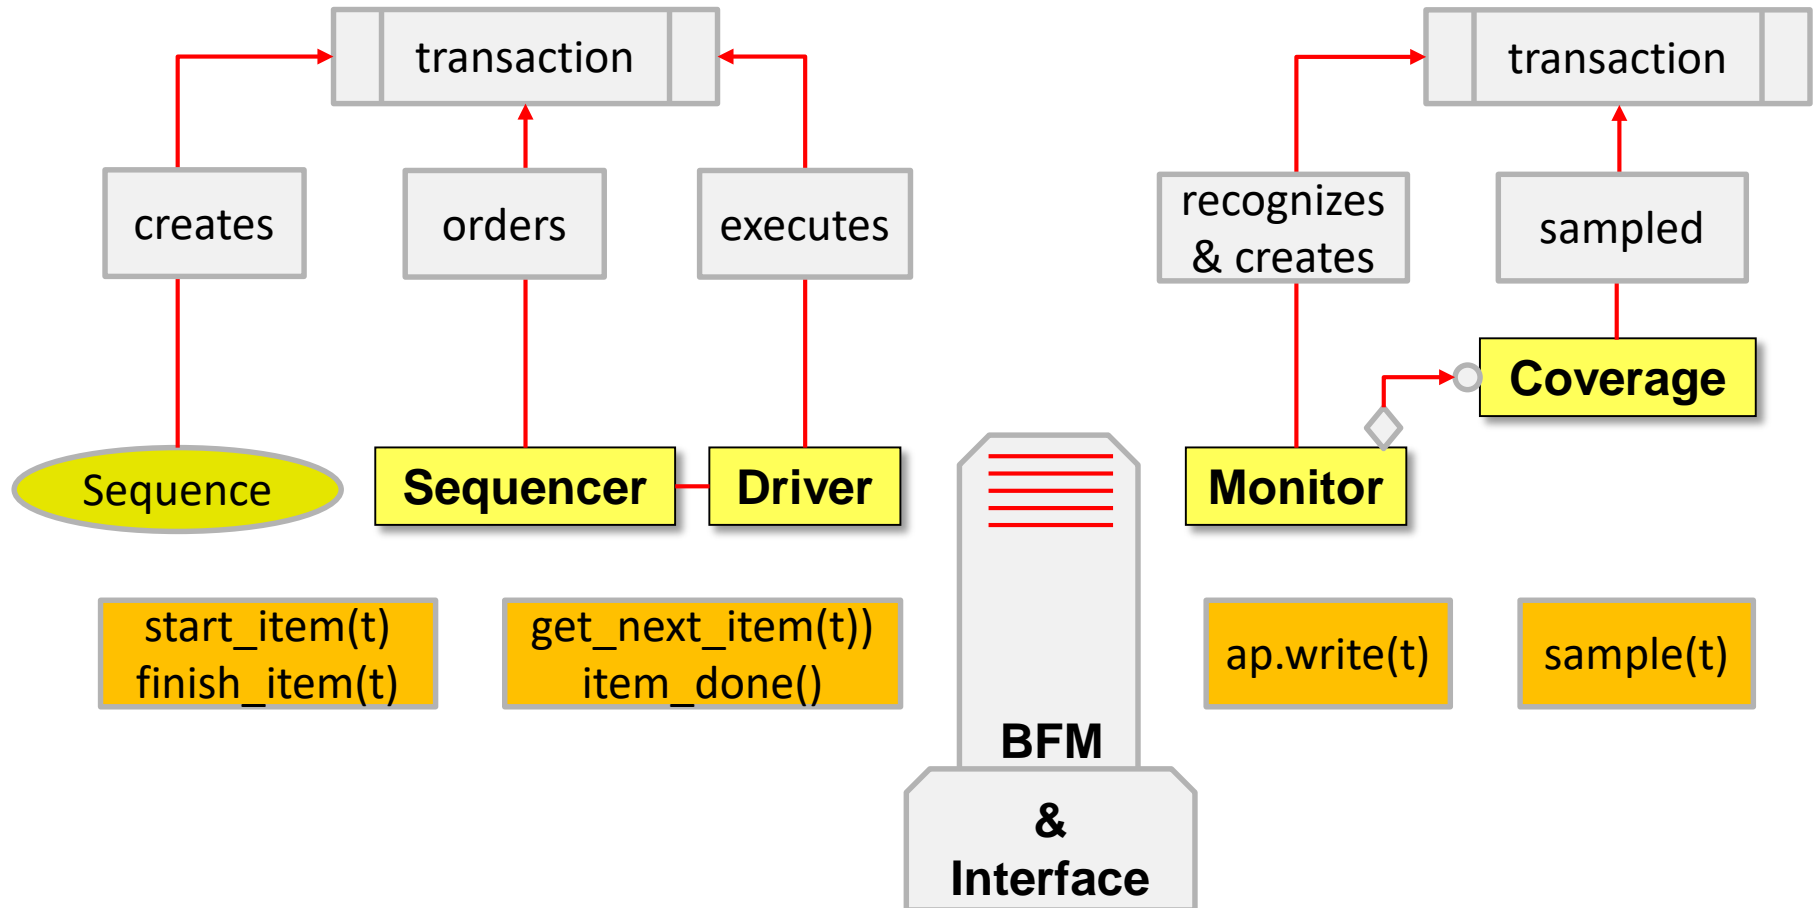 transaction
transaction
creates
orders
executes
recognizes
& creates
sampled
Coverage
Sequence
Sequencer
Driver
Monitor
start_item(t)
finish_item(t)
get_next_item(t))
item_done()
ap.write(t)
sample(t)
BFM
&
Interface